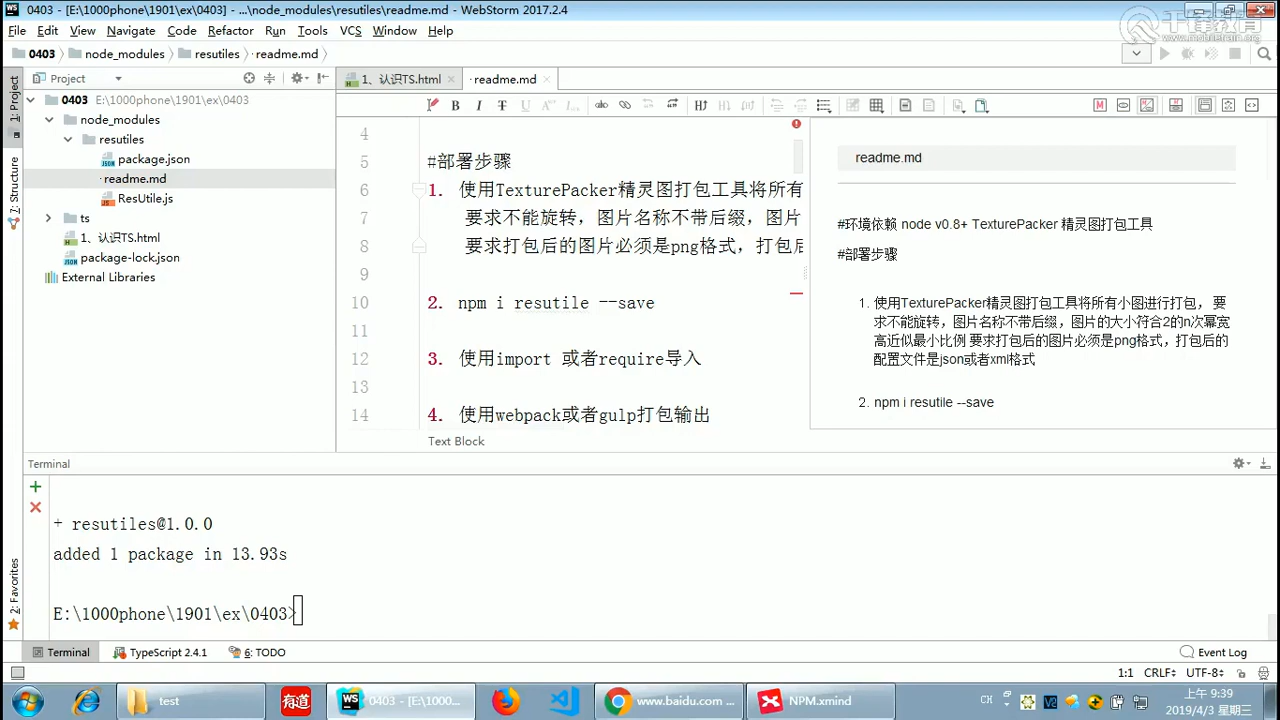 0403 - [E:\1000phone\1901\ex\0403] - ...\node_modules\resutiles\readme.md - WebStorm 2017.2.4
千锋教育
www.mobiletrain.org
File Edit View Navigate Code Refactor Run Tools VCS Window Help
0403 node_modules resutiles readme.md
1: Project
7: Structure
2: Favorites
Project
0403 E:\1000phone\1901\ex\0403
node_modules
resutiles
package.json
readme.md
ResUtile.js
ts
1、认识TS.html
package-lock.json
External Libraries
1、认识TS.html readme.md
4
5 #部署步骤
6 1. 使用TexturePacker精灵图打包工具将所有
7 要求不能旋转，图片名称不带后缀，图片
8 要求打包后的图片必须是png格式，打包后
9
10 2. npm i resutile --save
11
12 3. 使用import 或者require导入
13
14 4. 使用webpack或者gulp打包输出
Text Block
readme.md
#环境依赖 node v0.8+ TexturePacker 精灵图打包工具
#部署步骤
1. 使用TexturePacker精灵图打包工具将所有小图进行打包， 要
求不能旋转，图片名称不带后缀，图片的大小符合2的n次幂宽
高近似最小比例 要求打包后的图片必须是png格式，打包后的
配置文件是json或者xml格式
2. npm i resutile --save
Terminal
+ resutiles@1.0.0
added 1 package in 13.93s
E:\1000phone\1901\ex\0403>
Terminal TypeScript 2.4.1 6: TODO Event Log
1:1 CRLF÷ UTF-8÷
test 有道 WS 0403 - [E:\1000... www.baidu.com ... NPM.xmind CH 上午 9:39
2019/4/3 星期三